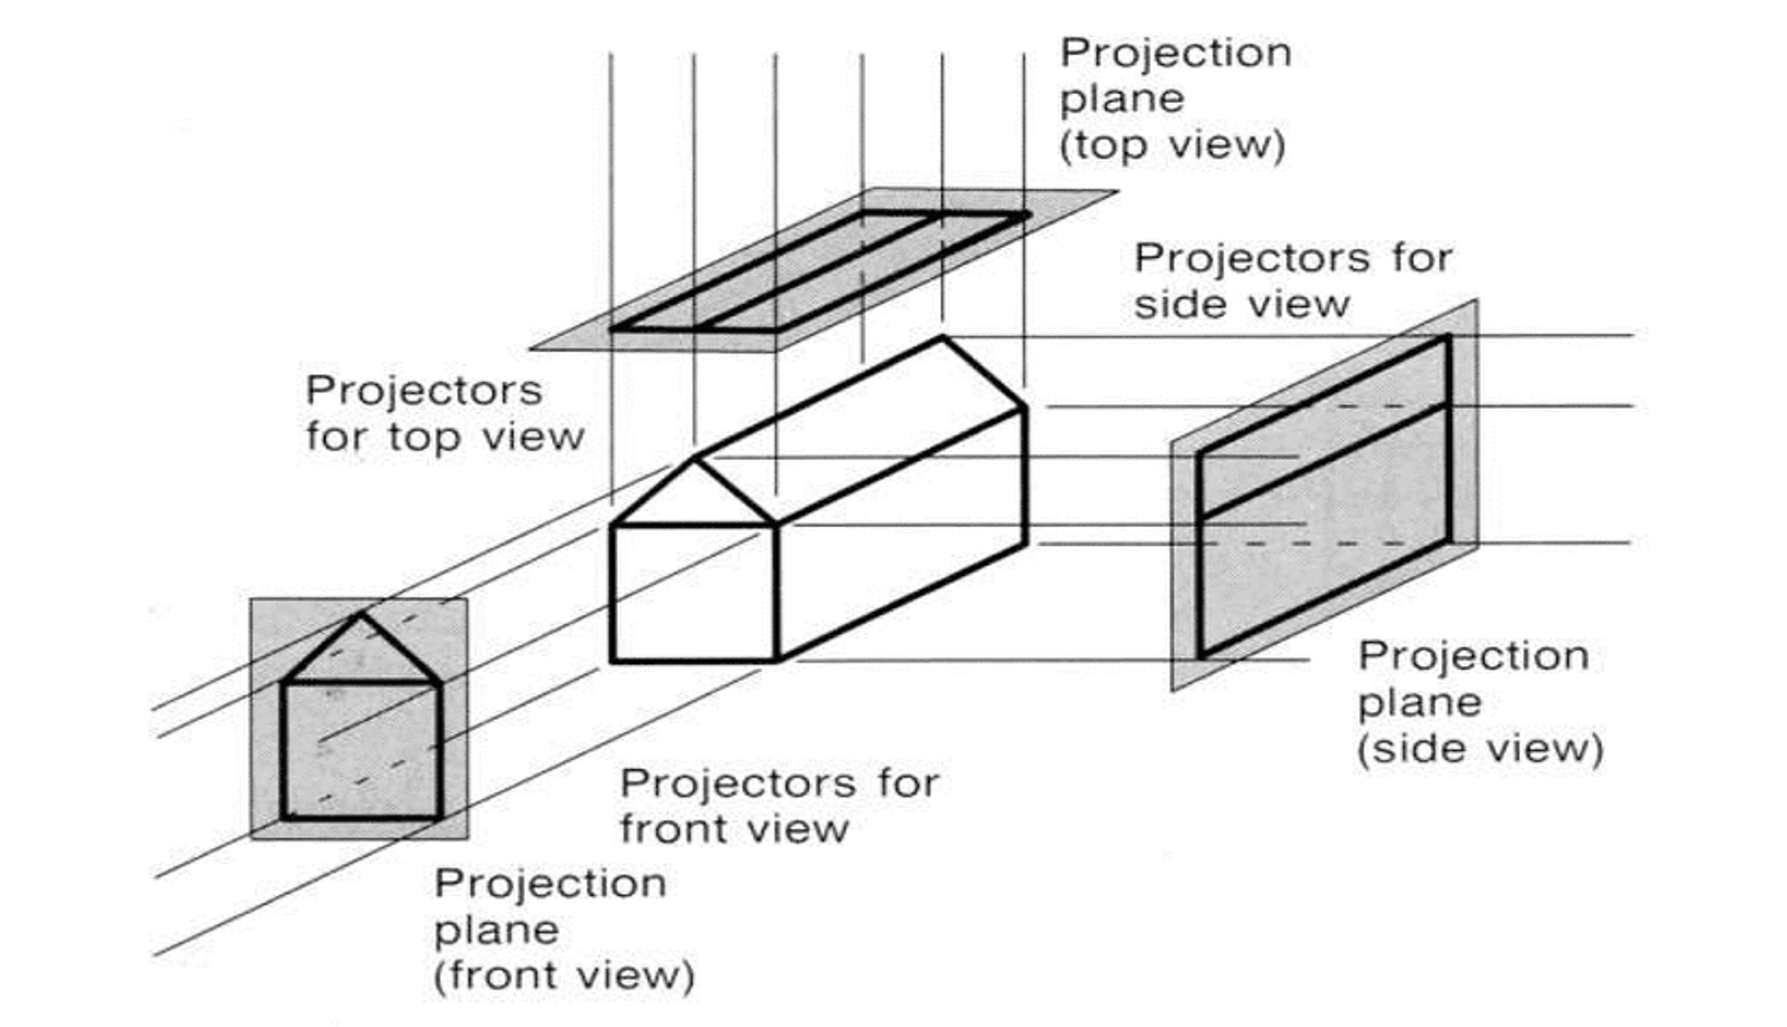 Projection
plane
(top view)
Projectors for
side view
Projectors
for top view
Projection
plane
(side view)
Projectors for
front view
Projection
plane
(front view)